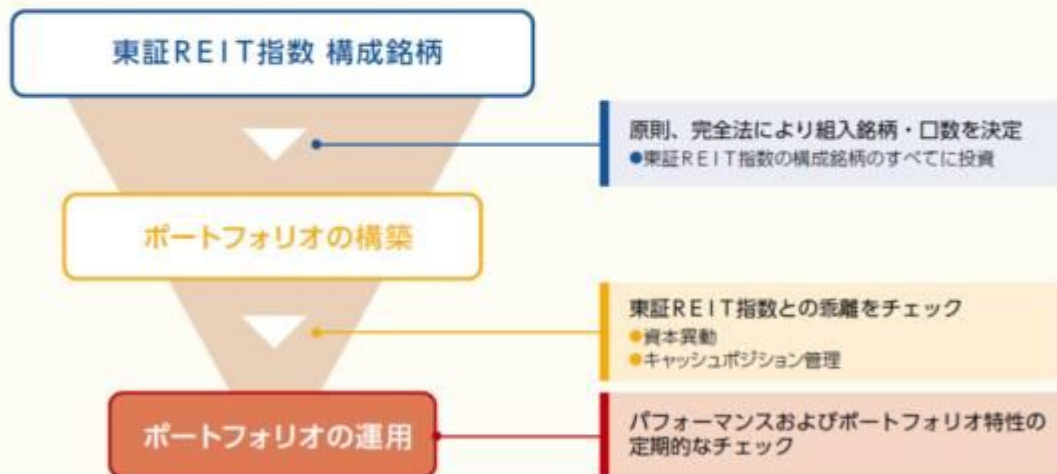 東証REIT指数 構成銘柄
原則、完全法により組入銘柄・口数を決定
●東証REIT指数の構成銘柄のすべてに投資
ポートフォリオの構築
東証REIT指数との乖離をチェック
●資本異動
●キャッシュポジション管理
ポートフォリオの運用
パフォーマンスおよびポートフォリオ特性の
定期的なチェック